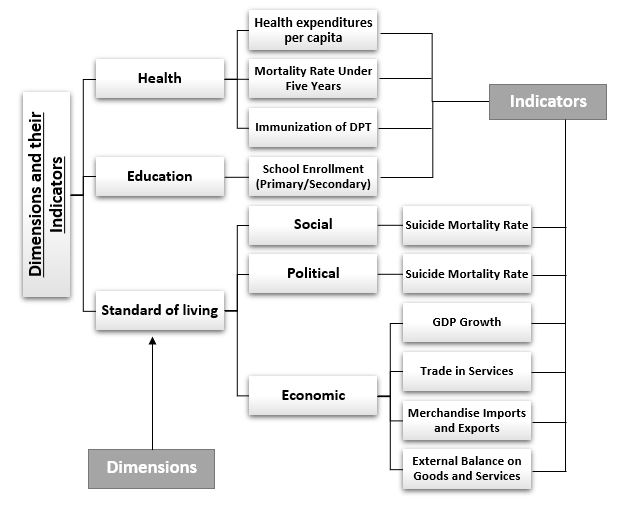 Dimensions and their
Indicators
Health
Education
Standard of living
Dimensions
Health expenditures
per capita
Mortality Rate Under
Five Years
Immunization of DPT
School Enrollment
(Primary/Secondary)
Social
Political
Economic
Suicide Mortality Rate
Suicide Mortality Rate
GDP Growth
Trade in Services
Merchandise Imports
and Exports
External Balance on
Goods and Services
Indicators